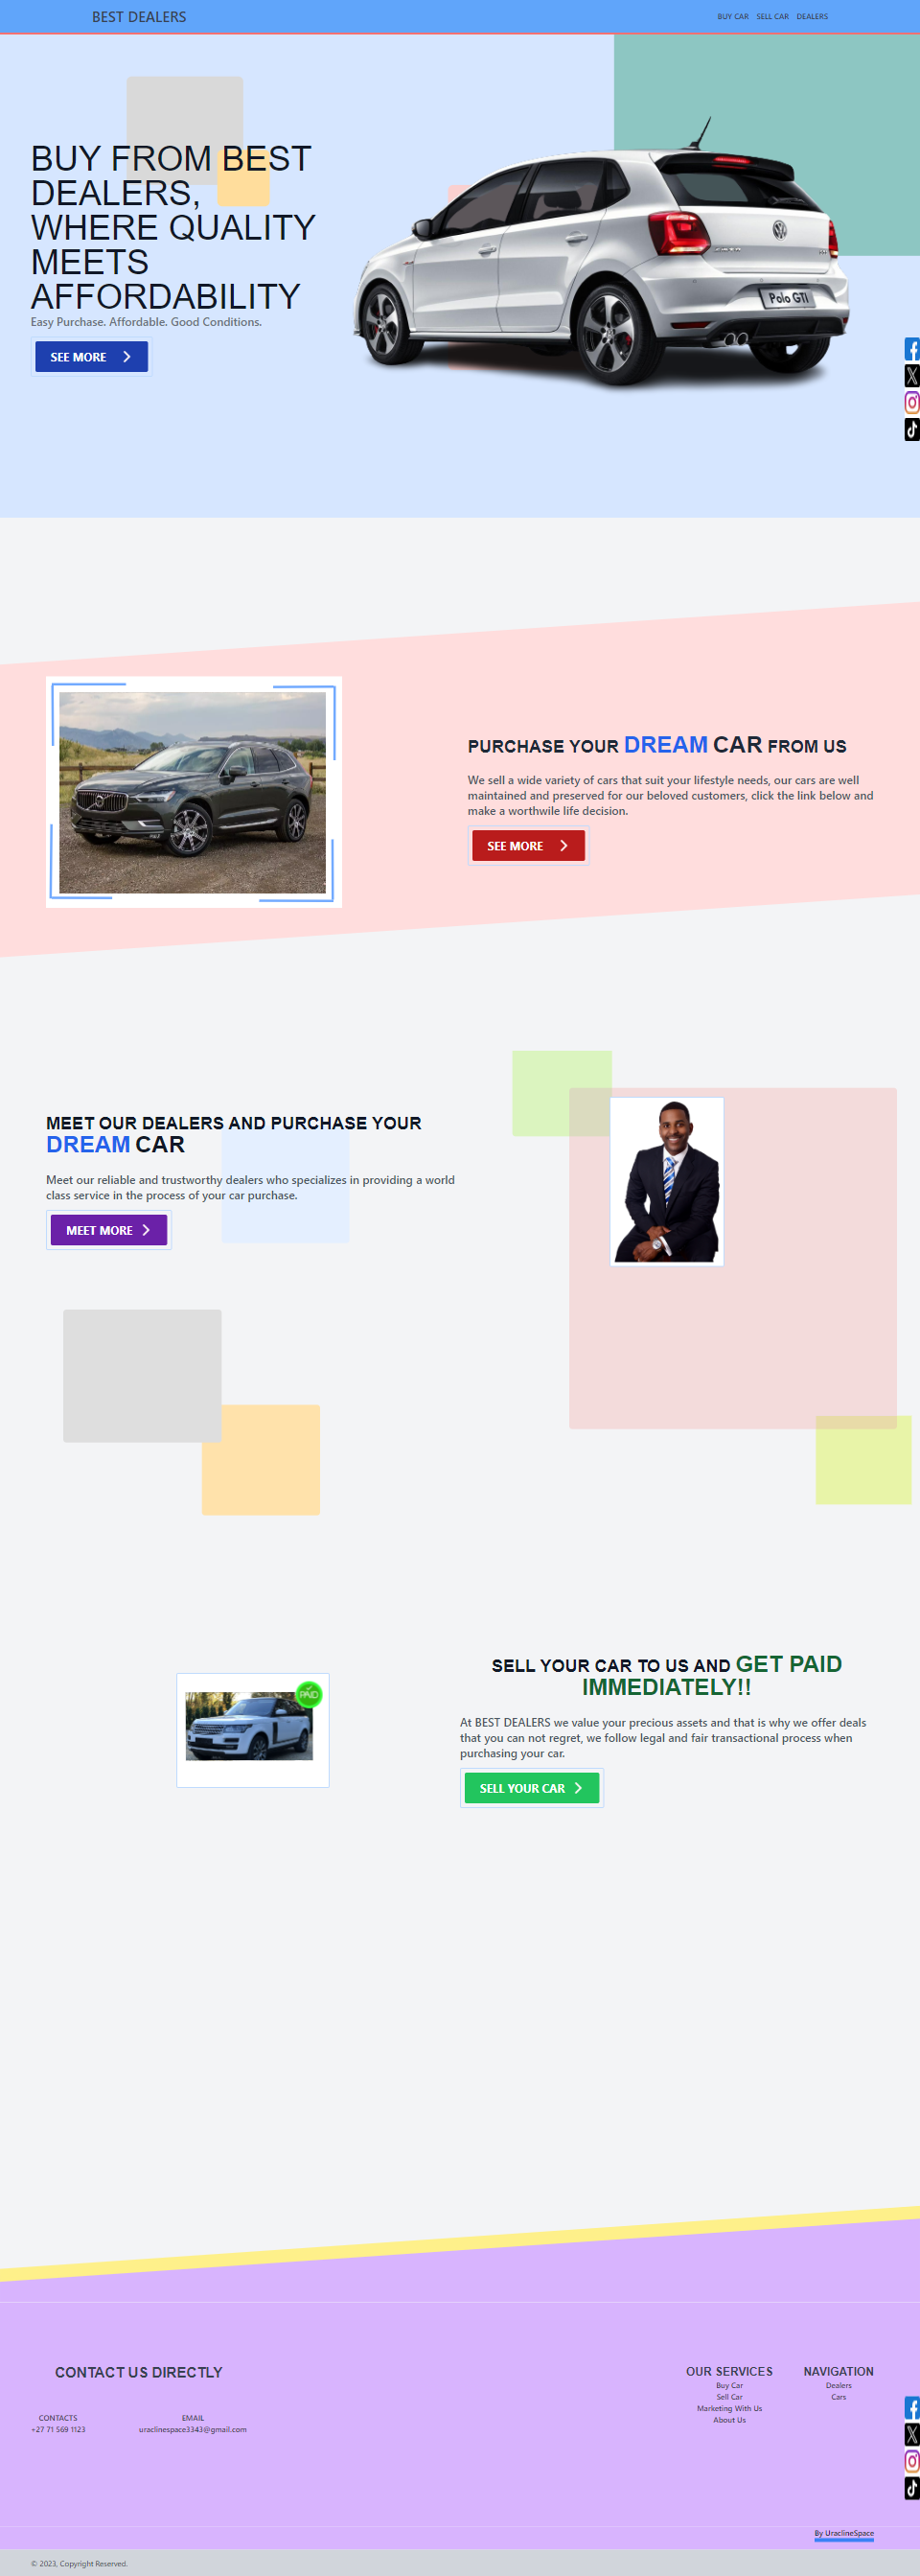 BEST DEALERS
BUY CAR SELL CAR DEALERS
BUY FROM BEST
DEALERS,
WHERE QUALITY
MEETS
AFFORDABILITY
Easy Purchase. Affordable. Good Conditions.
SEE MORE
Polo GTI
PURCHASE YOUR DREAM CAR FROM US
We sell a wide variety of cars that suit your lifestyle needs, our cars are well
maintained and preserved for our beloved customers, click the link below and
make a worthwile life decision.
SEE MORE
MEET OUR DEALERS AND PURCHASE YOUR
DREAM CAR
Meet our reliable and trustworthy dealers who specializes in providing a world
class service in the process of your car purchase.
MEET MORE
SELL YOUR CAR TO US AND GET PAID
IMMEDIATELY!!
PAID
At BEST DEALERS we value your precious assets and that is why we offer deals
that you can not regret, we follow legal and fair transactional process when
purchasing your car.
SELL YOUR CAR
CONTACT US DIRECTLY
CONTACTS
+27 71 569 1123
EMAIL
uraclinespace3343@gmail.com
OUR SERVICES
Buy Car
Sell Car
Marketing With Us
About Us
NAVIGATION
Dealers
Cars
By UraclineSpace
© 2023, Copyright Reserved.